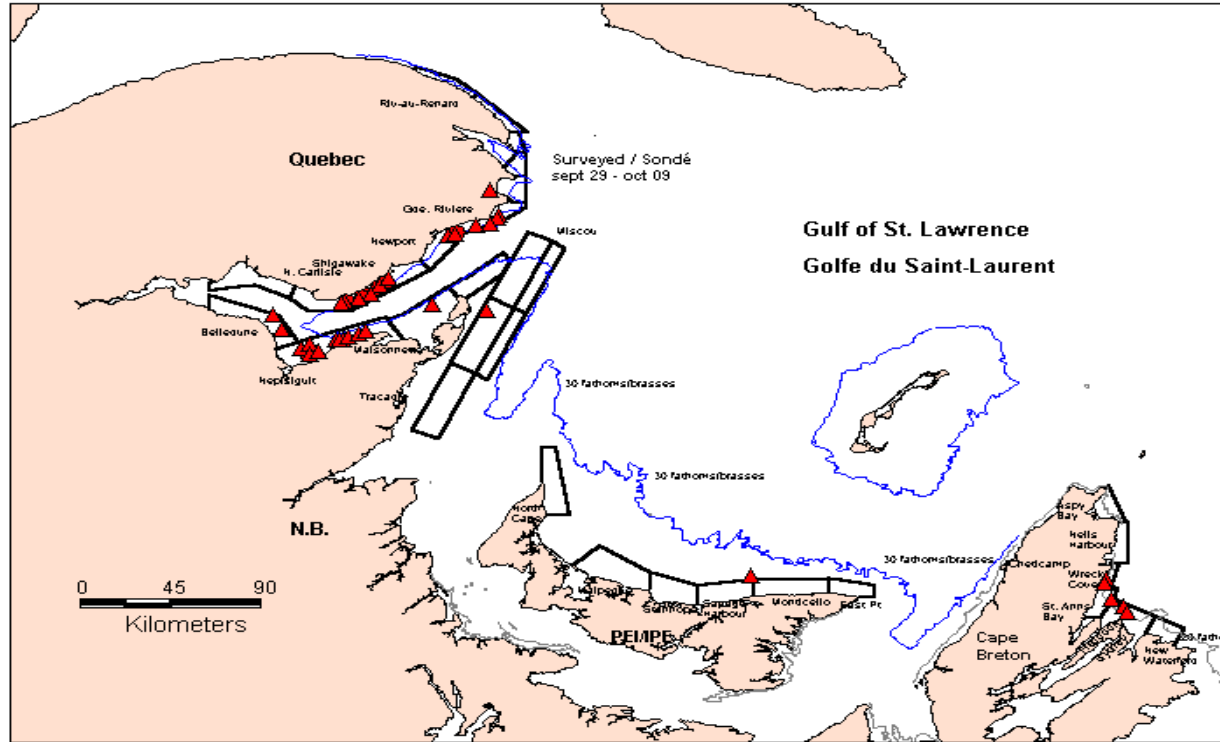 Riv-au-Renard
Quebec
Surveyed / Sondé
sept 29 - oct 09
Gde. Riviere
Miscou
Gulf of St. Lawrence
Newport
Golfe du Saint-Laurent
Shigawake
N. Carlisle
Belledune
Maisonnette
Nepisiguit
30 fathoms/brasses
Tracadie
30 fathoms/brasses
North
Cape
Aspy
Bay
N.B.
Neils
Harbour
30 fathoms/brasses
Chedcamp
0 45 90
Wreck
Cove
Malpeque
Savage
Harbour
Monticello
East Pt
St. Anns
Bay
Kilometers
PEI/IPE
Cape
Breton
New
Waterford